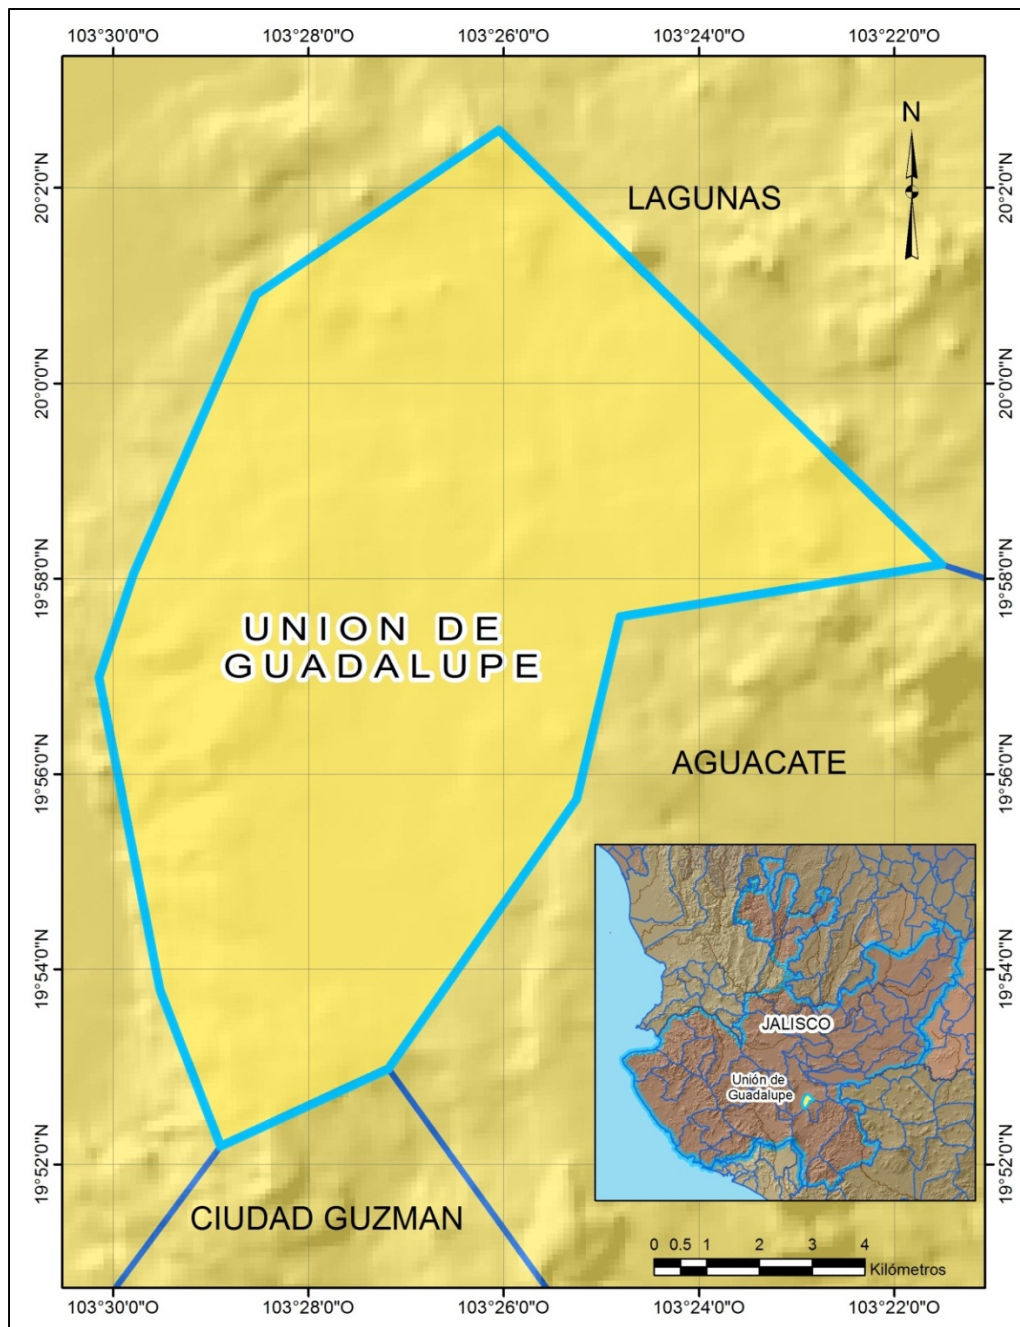 103°30'0"O 103°28'0"O 103°26'0"O 103°24'0"O 103°22'0"O
N
LAGUNAS
20°2'0"N 20°2'0"N
20°0'0"N 20°0'0"N
19°58'0"N 19°58'0"N
UNION DE
GUADALUPE
AGUACATE
19°56'0"N 19°56'0"N
19°54'0"N 19°54'0"N
JALISCO
Unión de
Guadalupe
19°52'0"N 19°52'0"N
CIUDAD GUZMAN
0 0.5 1 2 3 4
Kilómetros
103°30'0"O 103°28'0"O 103°26'0"O 103°24'0"O 103°22'0"O